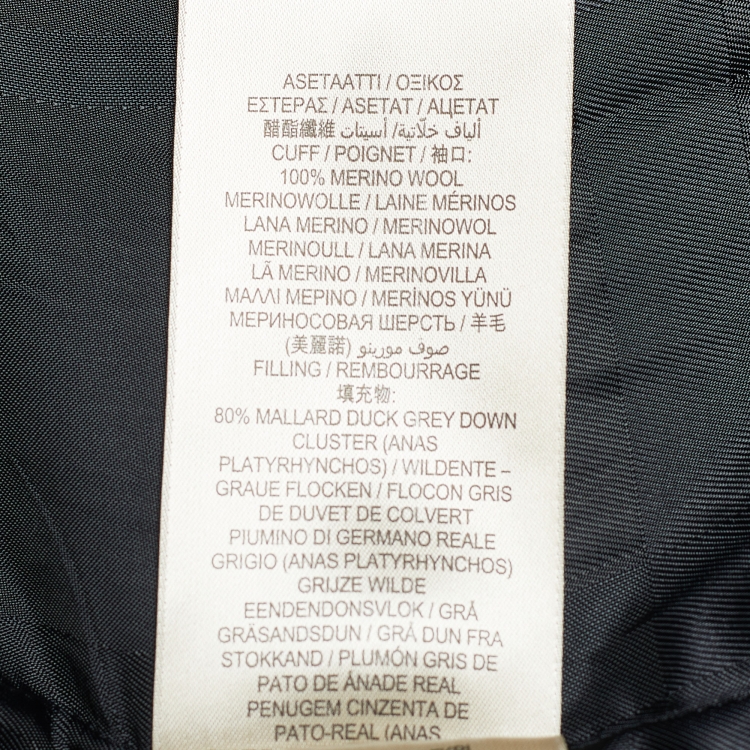 ASETAATTI / ΟΞΙΚΟΣ
ΕΣΤΕΡΑΣ / ASETAT / АЦЕТАТ
醋酯纖維 ألياف خلّاتية/ أسيتات
CUFF / POIGNET / 袖口:
100% MERINO WOOL
MERINOWOLLE / LAINE MÉRINOS
LANA MERINO / MERINOWOL
MERINOULL / LANA MERINA
LÃ MERINO / MERINOVILLA
ΜΑΛΛΙ ΜΕΡΙΝΟ / MERİNOS YÜNÜ
МЕРИНОСОВАЯ ШЕРСТЬ / 羊毛
(美麗諾) صوف مورينو
FILLING / REMBOURRAGE
填充物:
80% MALLARD DUCK GREY DOWN
CLUSTER (ANAS
PLATYRHYNCHOS) / WILDENTE –
GRAUE FLOCKEN / FLOCON GRIS
DE DUVET DE COLVERT
PIUMINO DI GERMANO REALE
GRIGIO (ANAS PLATYRHYNCHOS)
GRIJZE WILDE
EENDENDONSVLOK / GRÅ
GRÄSANDSDUN / GRÅ DUN FRA
STOKKAND / PLUMÓN GRIS DE
PATO DE ÁNADE REAL
PENUGEM CINZENTA DE
PATO-REAL (ANAS